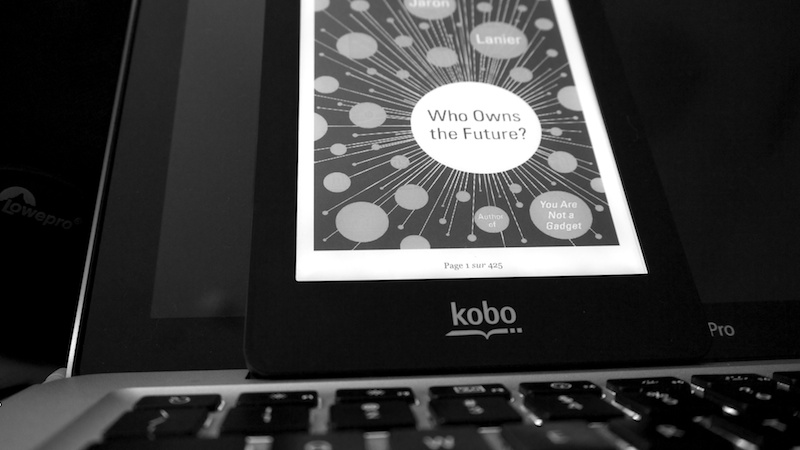 Jaron
Lanier
Who Owns
the Future?
Author
of
You Are
Not a
Gadget
Page 1 sur 425
kobo
Lowepro
Pro
W